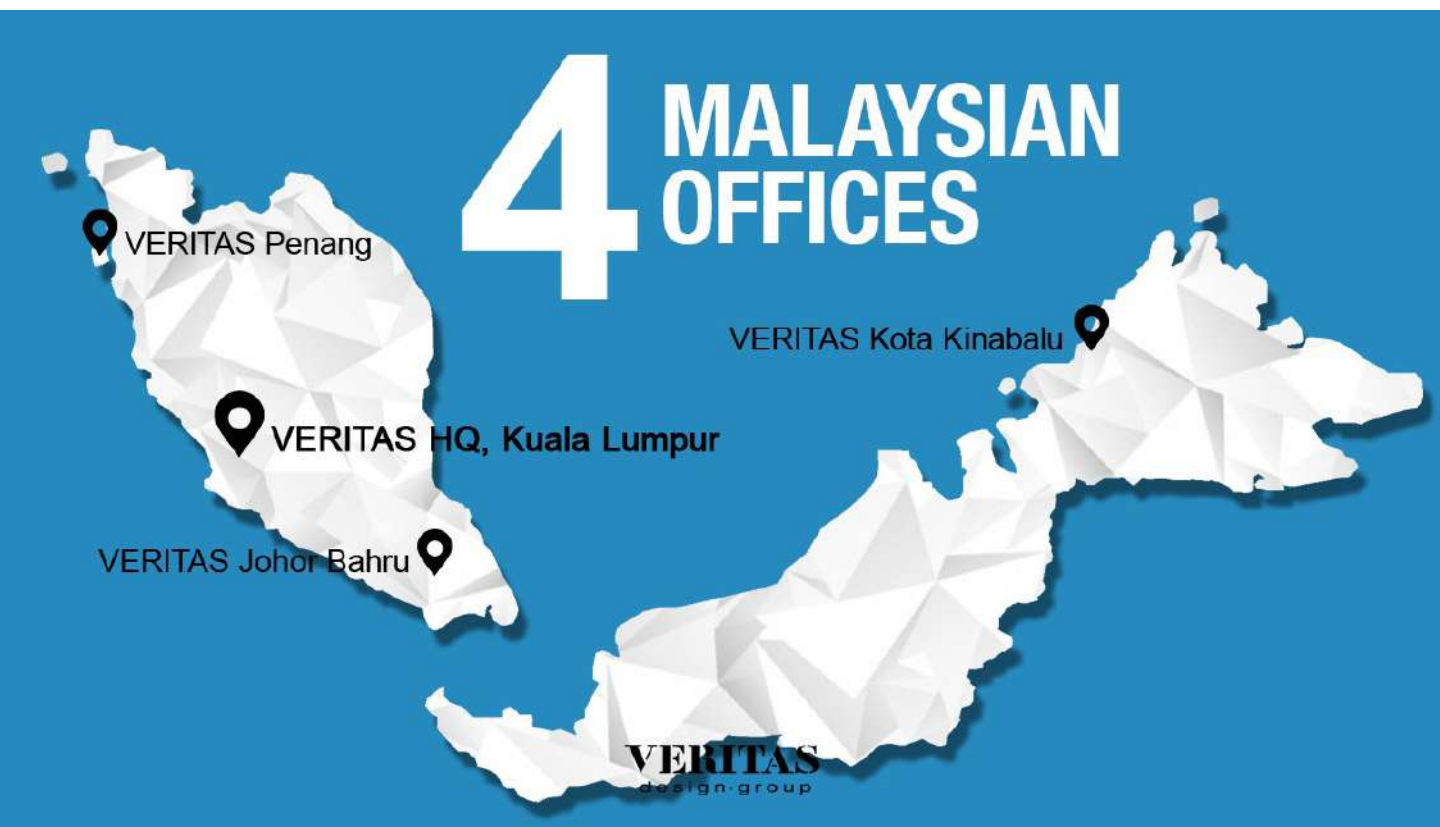 4
MALAYSIAN
OFFICES
VERITAS Penang
VERITAS Kota Kinabalu
VERITAS HQ, Kuala Lumpur
VERITAS Johor Bahru
VERITAS
design·group